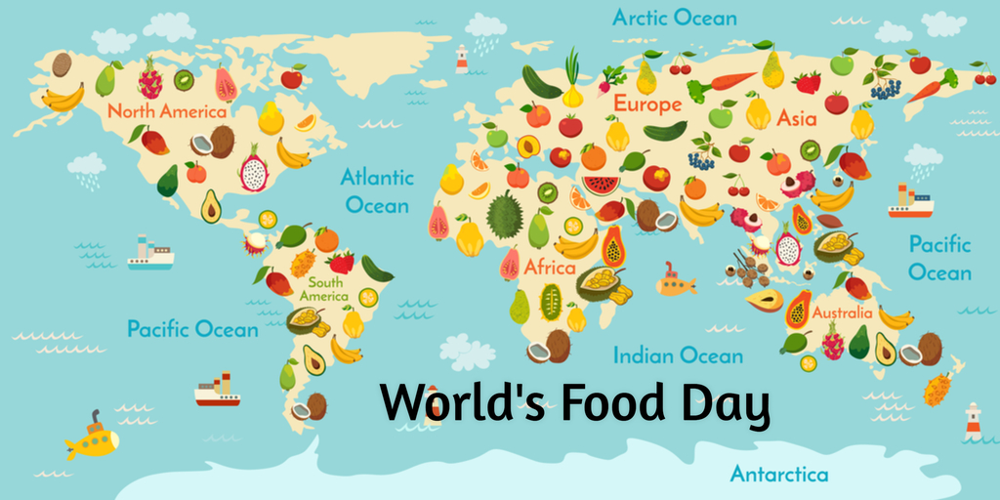 Arctic Ocean
North America
Europe
Asia
Atlantic
Ocean
Pacific
Ocean
Africa
South
America
Australia
Pacific Ocean
Indian Ocean
World's Food Day
Antarctica